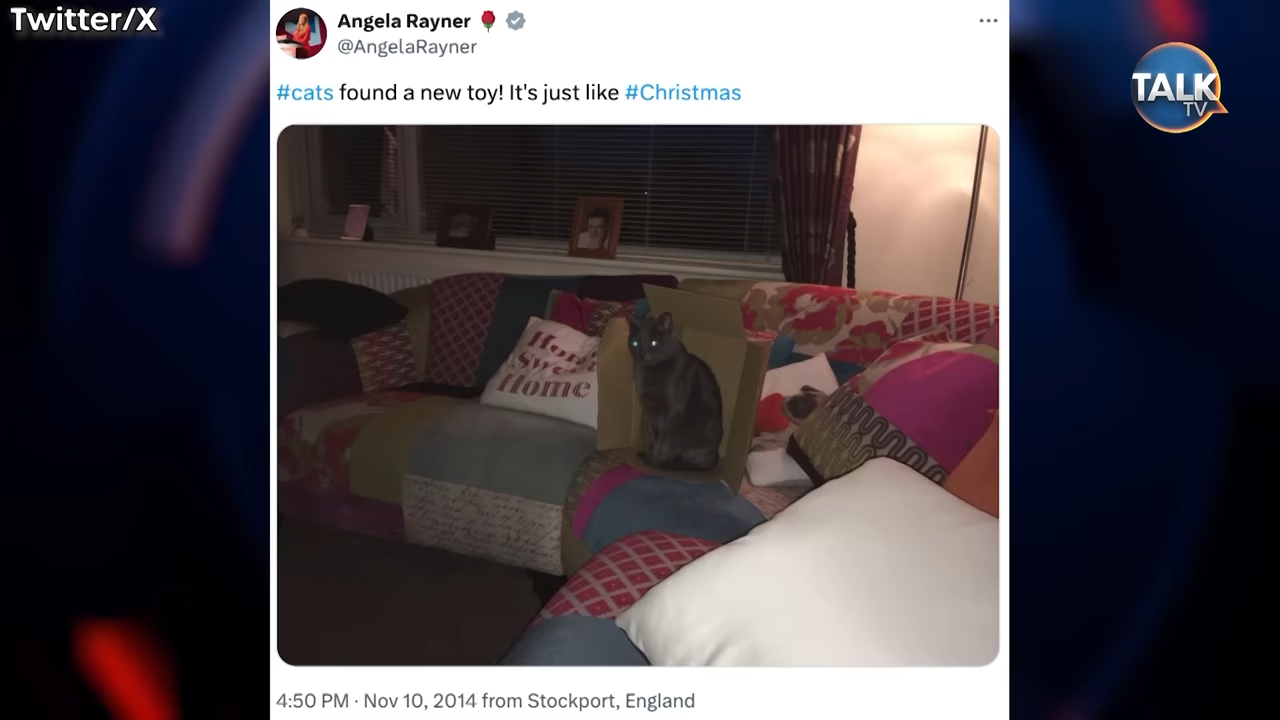 Twitter/X
Angela Rayner
@AngelaRayner
TALK
TV
#cats found a new toy! It's just like #Christmas
Home
Sweet
Home
4:50 PM · Nov 10, 2014 from Stockport, England